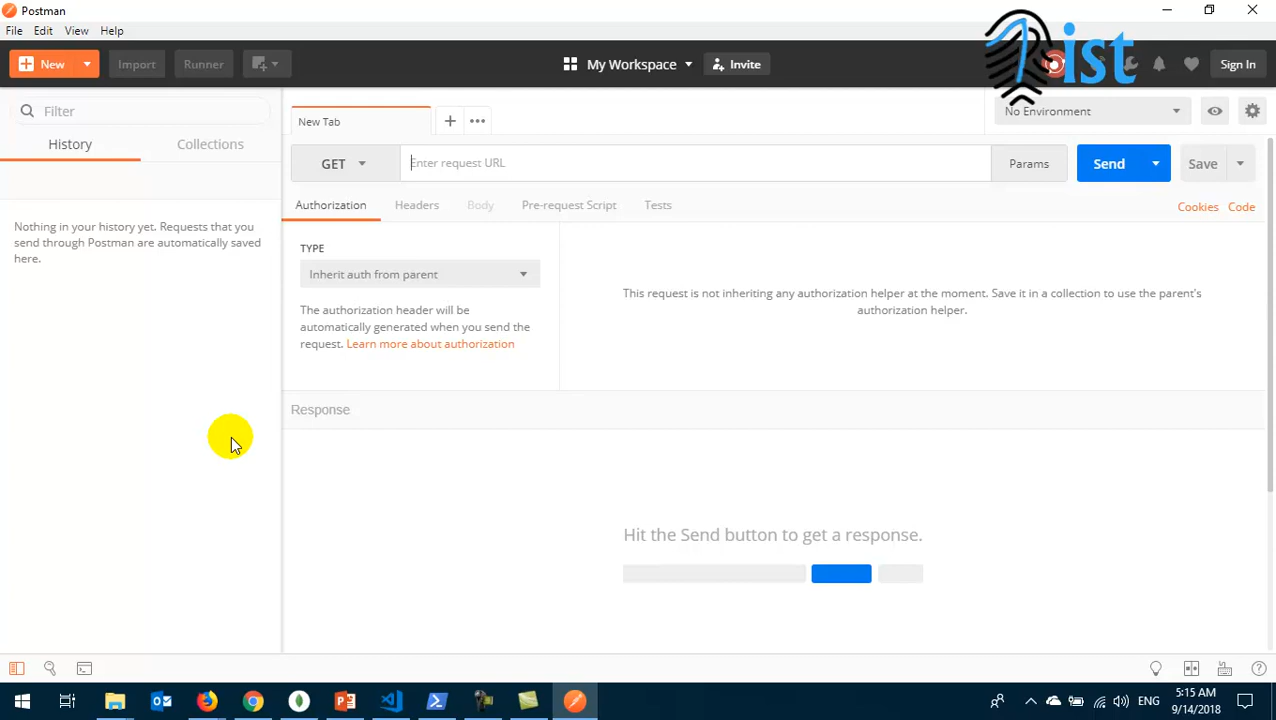 Postman
File Edit View Help
New Import Runner My Workspace Invite Sign In
ist
Filter
History Collections
Nothing in your history yet. Requests that you
send through Postman are automatically saved
here.
New Tab
No Environment
GET Enter request URL Params Send Save
Authorization Headers Body Pre-request Script Tests Cookies Code
TYPE
Inherit auth from parent
The authorization header will be
automatically generated when you send the
request. Learn more about authorization
This request is not inheriting any authorization helper at the moment. Save it in a collection to use the parent's
authorization helper.
Response
Hit the Send button to get a response.
ENG
5:15 AM
9/14/2018